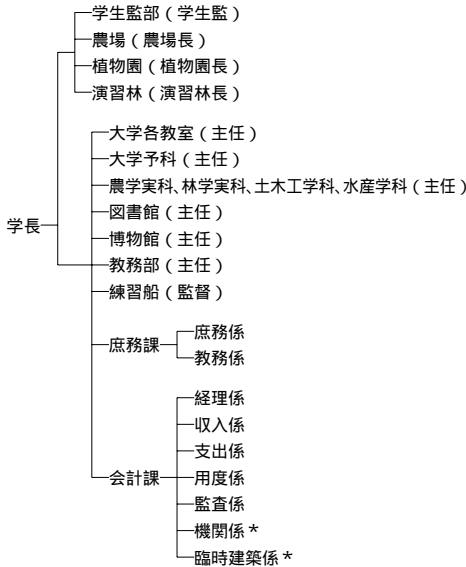 学生監部（学生監）
農場（農場長）
植物園（植物園長）
演習林（演習林長）
大学各教室（主任）
大学予科（主任）
農学実科、林学実科、土木工学科、水産学科（主任）
図書館（主任）
学長
博物館（主任）
教務部（主任）
練習船（監督）
庶務係
庶務課
教務係
経理係
収入係
支出係
会計課
用度係
監査係
機関係＊
臨時建築係＊